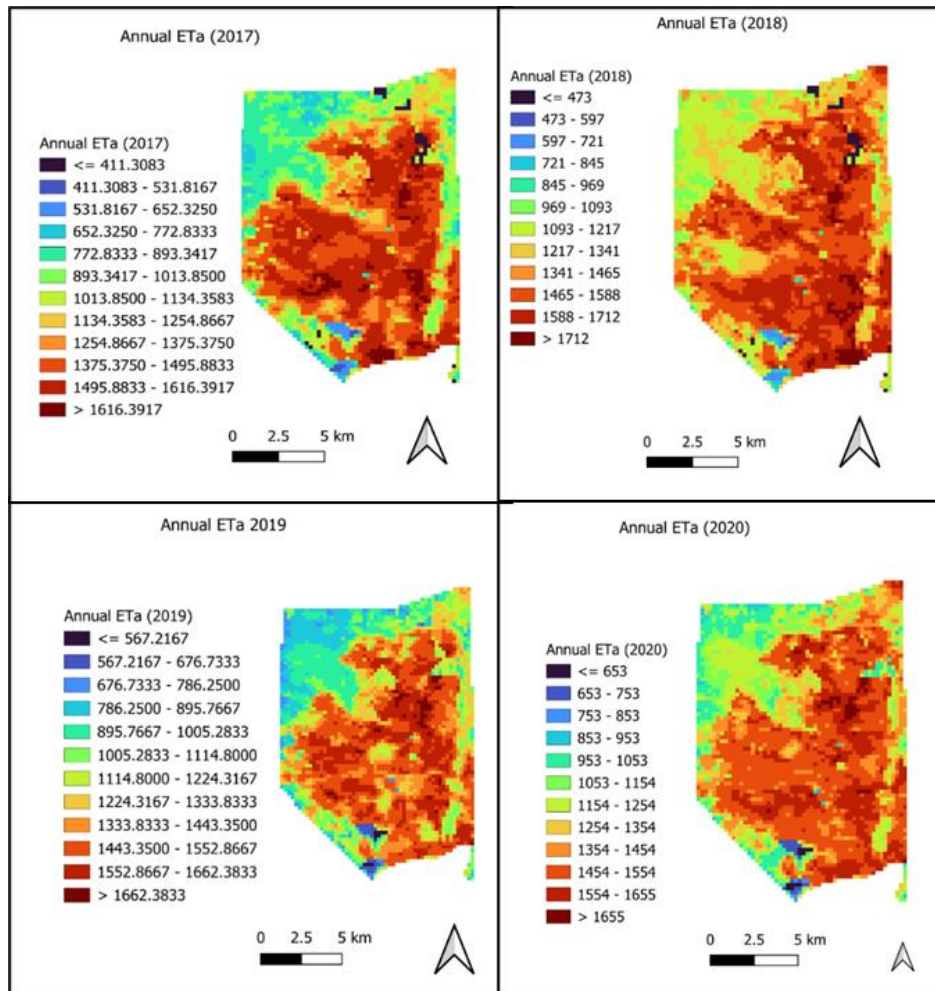 Annual ETa (2017)
Annual ETa (2017)
<= 411.3083
411.3083 - 531.8167
531.8167 - 652.3250
652.3250 - 772.8333
772.8333 - 893.3417
893.3417 - 1013.8500
1013.8500 - 1134.3583
1134.3583 - 1254.8667
1254.8667 - 1375.3750
1375.3750 - 1495.8833
1495.8833 - 1616.3917
> 1616.3917
0 2.5 5 km
Annual ETa (2018)
Annual ETa (2018)
<= 473
473 - 597
597 - 721
721 - 845
845 - 969
969 - 1093
1093 - 1217
1217 - 1341
1341 - 1465
1465 - 1588
1588 - 1712
> 1712
0 2.5 5 km
Annual ETa 2019
Annual ETa (2019)
<= 567.2167
567.2167 - 676.7333
676.7333 - 786.2500
786.2500 - 895.7667
895.7667 - 1005.2833
1005.2833 - 1114.8000
1114.8000 - 1224.3167
1224.3167 - 1333.8333
1333.8333 - 1443.3500
1443.3500 - 1552.8667
1552.8667 - 1662.3833
> 1662.3833
0 2.5 5 km
Annual ETa (2020)
Annual ETa (2020)
<= 653
653 - 753
753 - 853
853 - 953
953 - 1053
1053 - 1154
1154 - 1254
1254 - 1354
1354 - 1454
1454 - 1554
1554 - 1655
> 1655
0 2.5 5 km